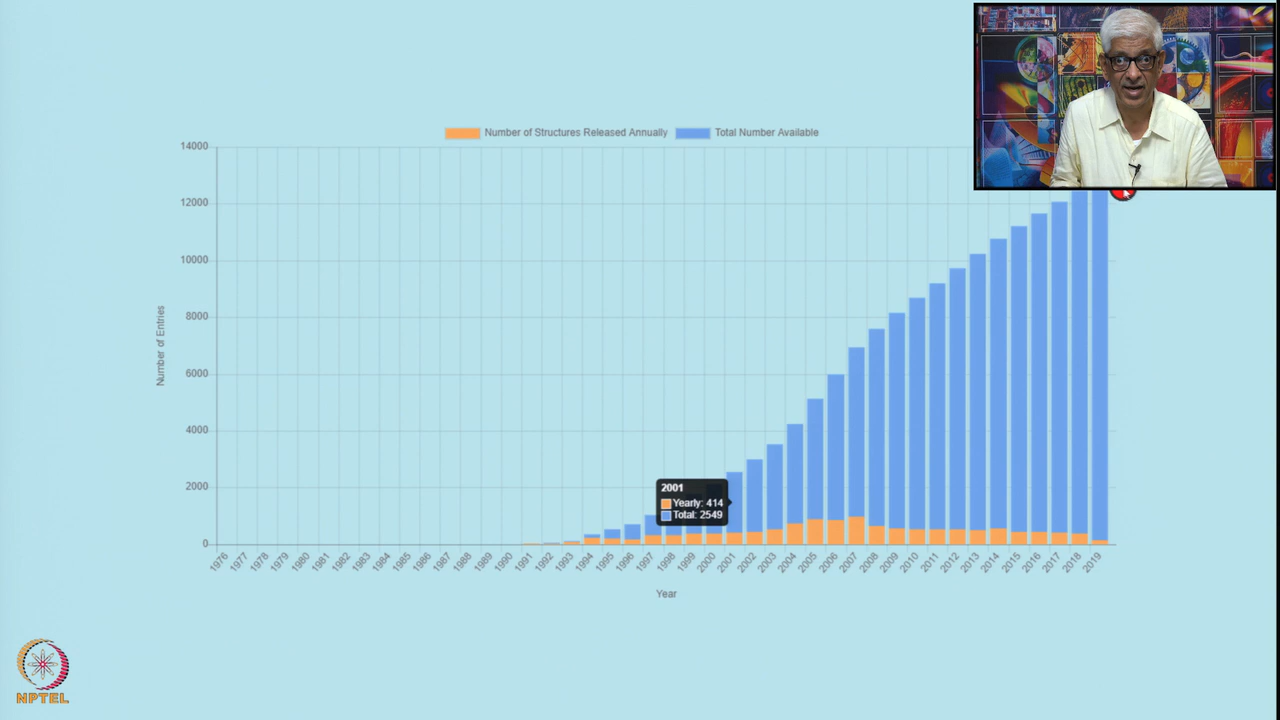 Number of Structures Released Annually Total Number Available
14000
12000
10000
8000
6000
4000
2000
0
Number of Entries
2001
Yearly: 414
Total: 2549
1976 1977 1978 1979 1980 1981 1982 1983 1984 1985 1986 1987 1988 1989 1990 1991 1992 1993 1994 1995 1996 1997 1998 1999 2000 2001 2002 2003 2004 2005 2006 2007 2008 2009 2010 2011 2012 2013 2014 2015 2016 2017 2018 2019
Year
NPTEL